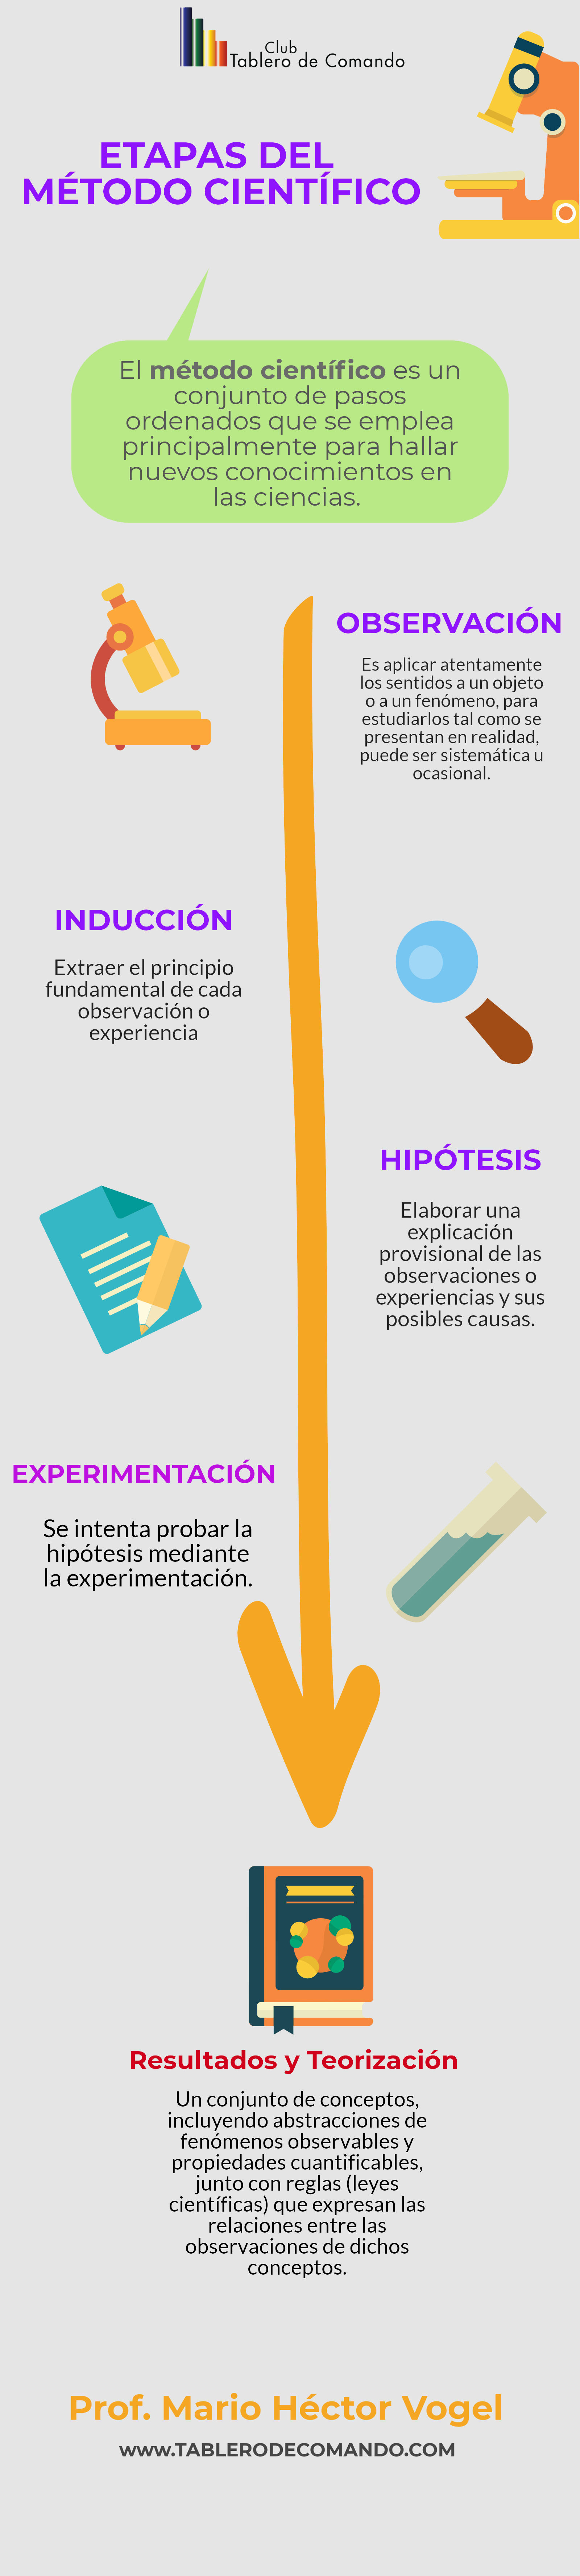 Club
Tablero de Comando
ETAPAS DEL
MÉTODO CIENTÍFICO
El método científico es un
conjunto de pasos
ordenados que se emplea
principalmente para hallar
nuevos conocimientos en
las ciencias.
OBSERVACIÓN
Es aplicar atentamente
los sentidos a un objeto
o a un fenómeno, para
estudiarlos tal como se
presentan en realidad,
puede ser sistemática u
ocasional.
INDUCCIÓN
Extraer el principio
fundamental de cada
observación o
experiencia
HIPÓTESIS
Elaborar una
explicación
provisional de las
observaciones o
experiencias y sus
posibles causas.
EXPERIMENTACIÓN
Se intenta probar la
hipótesis mediante
la experimentación.
Resultados y Teorización
Un conjunto de conceptos,
incluyendo abstracciones de
fenómenos observables y
propiedades cuantificables,
junto con reglas (leyes
científicas) que expresan las
relaciones entre las
observaciones de dichos
conceptos.
Prof. Mario Héctor Vogel
www.TABLERODECOMANDO.COM